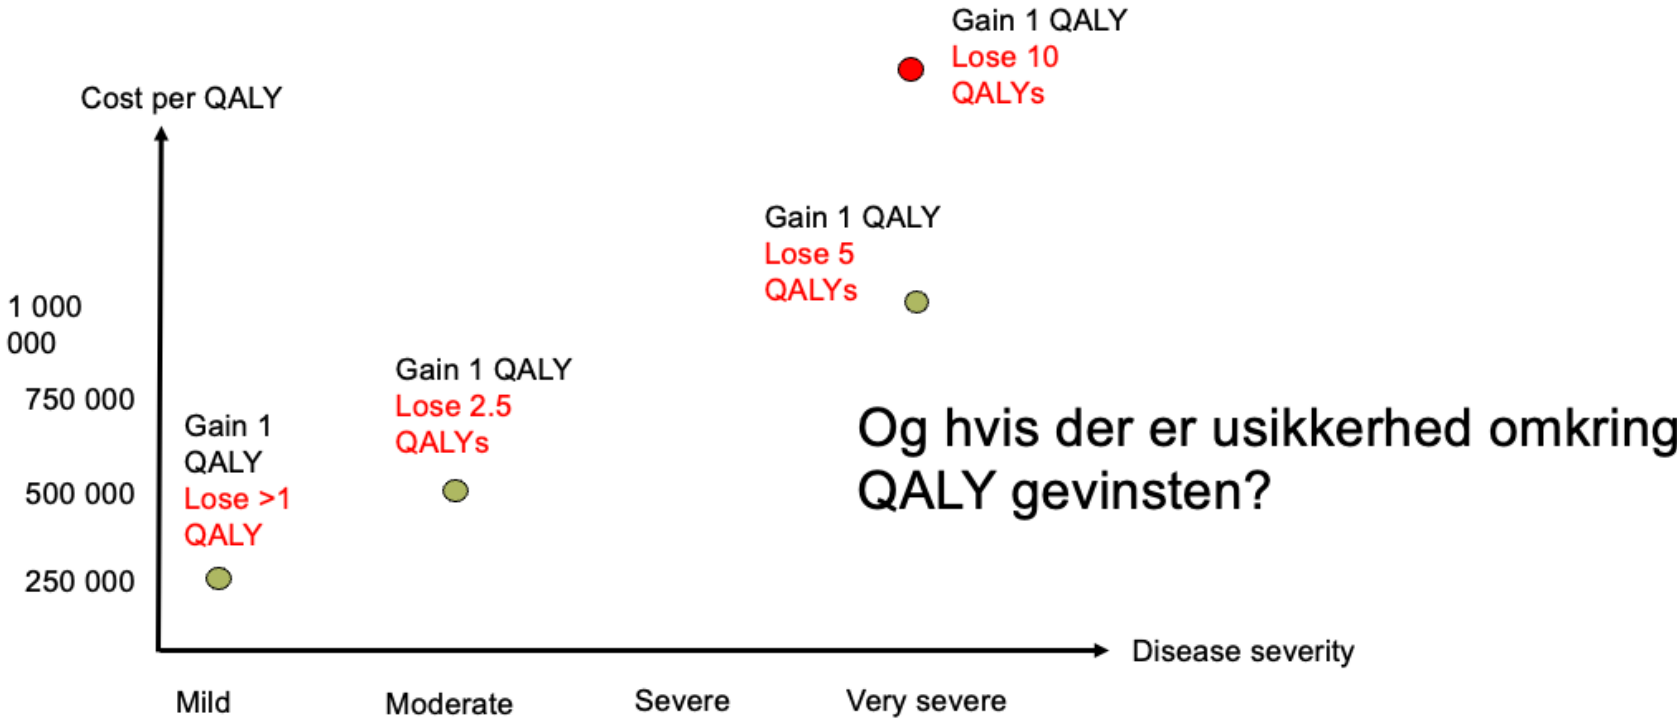 Gain 1 QALY
Lose 10
QALYs
Cost per QALY
Gain 1 QALY
Lose 5
QALYs
1 000
000
Gain 1 QALY
Lose 2.5
QALYs
750 000
Gain 1
QALY
Lose >1
QALY
Og hvis der er usikkerhed omkring
QALY gevinsten?
500 000
250 000
Disease severity
Mild
Moderate
Severe
Very severe